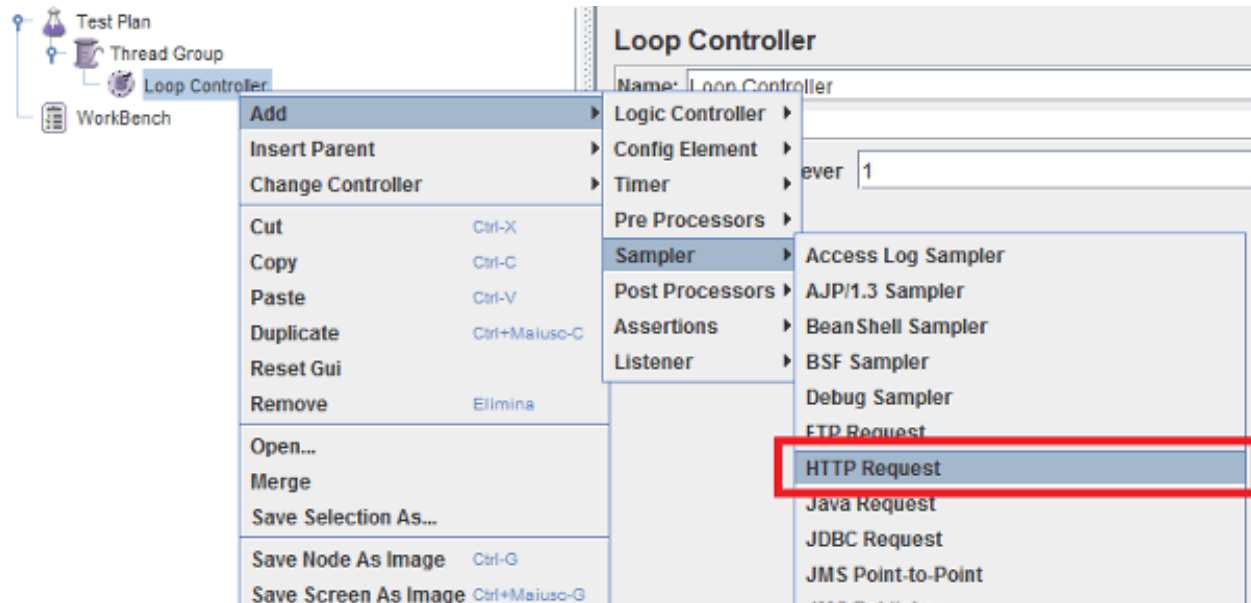 Test Plan
Thread Group
Loop Controller
WorkBench
Loop Controller
Name: Loop Controller
ever 1
Add
Insert Parent
Change Controller
Cut Ctrl-X
Copy Ctrl-C
Paste Ctrl-V
Duplicate Ctrl+Maiusc-C
Reset Gui
Remove Elimina
Open...
Merge
Save Selection As...
Save Node As Image Ctrl-G
Save Screen As Image Ctrl+Maiusc-G
Logic Controller
Config Element
Timer
Pre Processors
Sampler
Post Processors
Assertions
Listener
Access Log Sampler
AJP/1.3 Sampler
BeanShell Sampler
BSF Sampler
Debug Sampler
FTP Request
HTTP Request
Java Request
JDBC Request
JMS Point-to-Point